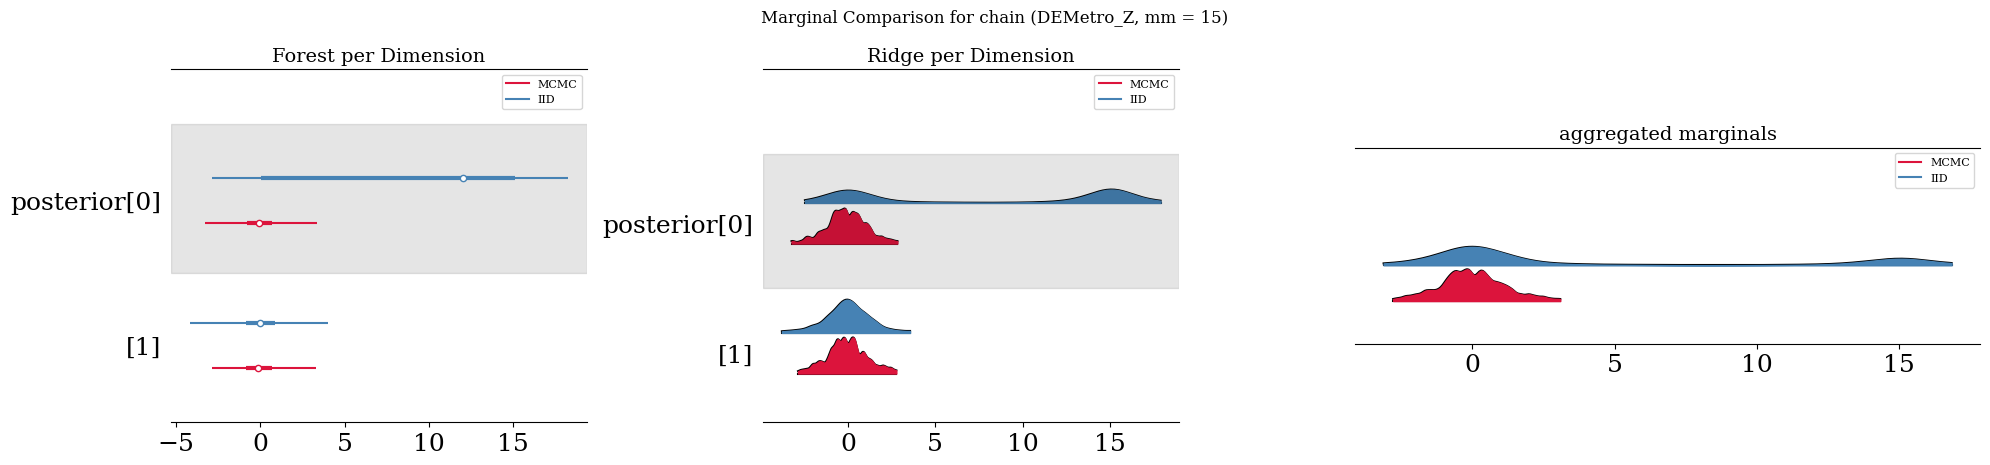 Marginal Comparison for chain (DEMetro_Z, mm = 15)
Forest per Dimension
MCMC
IID
posterior[0]
[1]
−5 0 5 10 15
Ridge per Dimension
MCMC
IID
posterior[0]
[1]
0 5 10 15
aggregated marginals
MCMC
IID
0 5 10 15